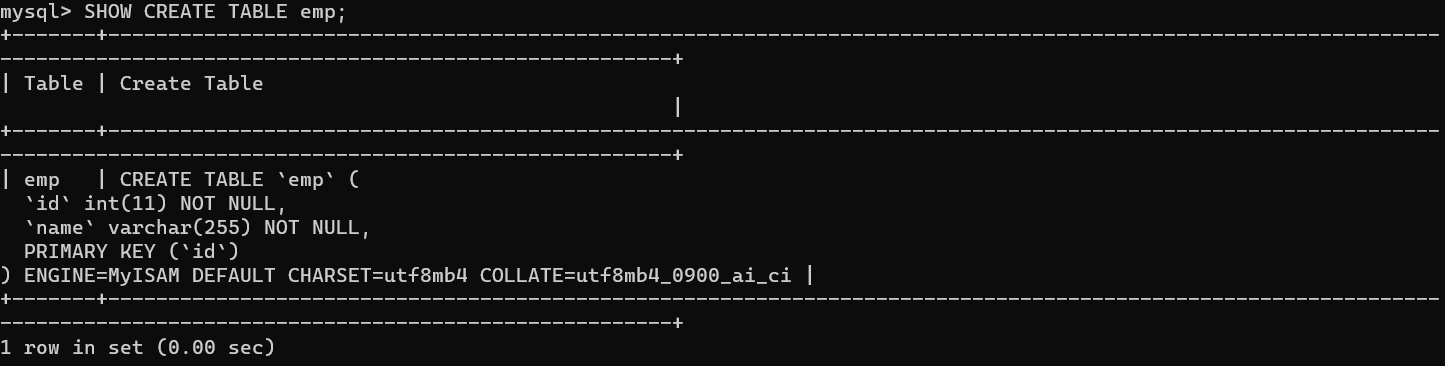 mysql> SHOW CREATE TABLE emp;
+-------+---------------------------------------------------------------------------------------------------------------
--------------------------------------------------------+
| Table | Create Table
                                                        |
+-------+---------------------------------------------------------------------------------------------------------------
--------------------------------------------------------+
| emp   | CREATE TABLE `emp` (
  `id` int(11) NOT NULL,
  `name` varchar(255) NOT NULL,
  PRIMARY KEY (`id`)
) ENGINE=MyISAM DEFAULT CHARSET=utf8mb4 COLLATE=utf8mb4_0900_ai_ci |
+-------+---------------------------------------------------------------------------------------------------------------
--------------------------------------------------------+
1 row in set (0.00 sec)